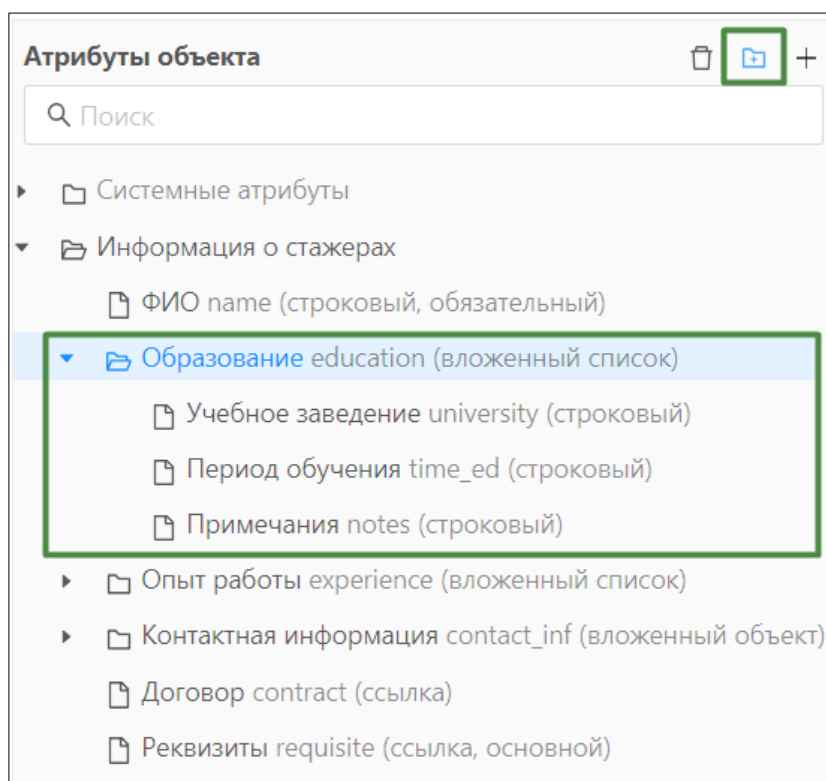 Атрибуты объекта
Поиск
Системные атрибуты
Информация о стажерах
ФИО name (строковый, обязательный)
Образование education (вложенный список)
Учебное заведение university (строковый)
Период обучения time_ed (строковый)
Примечания notes (строковый)
Опыт работы experience (вложенный список)
Контактная информация contact_inf (вложенный объект)
Договор contract (ссылка)
Реквизиты requisite (ссылка, основной)